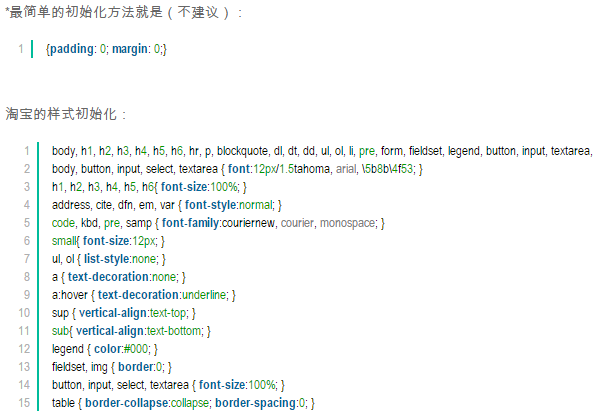 *最简单的初始化方法就是（不建议）：
1 {padding: 0; margin: 0;}
淘宝的样式初始化：
1 body, h1, h2, h3, h4, h5, h6, hr, p, blockquote, dl, dt, dd, ul, ol, li, pre, form, fieldset, legend, button, input, textarea,
2 body, button, input, select, textarea { font:12px/1.5tahoma, arial, \5b8b\4f53; }
3 h1, h2, h3, h4, h5, h6{ font-size:100%; }
4 address, cite, dfn, em, var { font-style:normal; }
5 code, kbd, pre, samp { font-family:couriernew, courier, monospace; }
6 small{ font-size:12px; }
7 ul, ol { list-style:none; }
8 a { text-decoration:none; }
9 a:hover { text-decoration:underline; }
10 sup { vertical-align:text-top; }
11 sub{ vertical-align:text-bottom; }
12 legend { color:#000; }
13 fieldset, img { border:0; }
14 button, input, select, textarea { font-size:100%; }
15 table { border-collapse:collapse; border-spacing:0; }